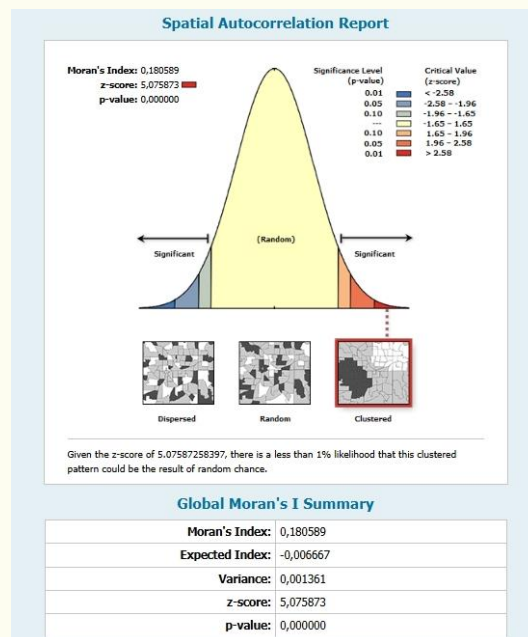 Spatial Autocorrelation Report
Moran's Index: 0,180589
z-score: 5,075873
p-value: 0,000000
Significance Level
(p-value)
Critical Value
(z-score)
0.01 < -2.58
0.05 -2.58 - -1.96
0.10 -1.96 - -1.65
--- -1.65 - 1.65
0.10 1.65 - 1.96
0.05 1.96 - 2.58
0.01 > 2.58
(Random)
Significant
Significant
Dispersed
Random
Clustered
Given the z-score of 5.07587258397, there is a less than 1% likelihood that this clustered
pattern could be the result of random chance.
Global Moran's I Summary
Moran's Index: 0,180589
Expected Index: -0,006667
Variance: 0,001361
z-score: 5,075873
p-value: 0,000000